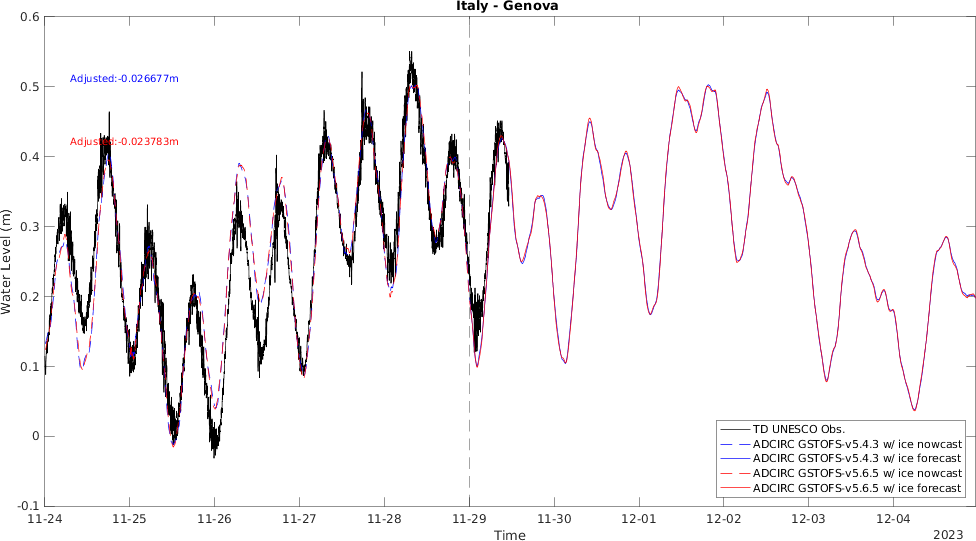 Italy - Genova
0.6
0.5
0.4
0.3
0.2
0.1
0
-0.1
Water Level (m)
Adjusted:-0.026677m
Adjusted:-0.023783m
TD UNESCO Obs.
ADCIRC GSTOFS-v5.4.3 w/ ice nowcast
ADCIRC GSTOFS-v5.4.3 w/ ice forecast
ADCIRC GSTOFS-v5.6.5 w/ ice nowcast
ADCIRC GSTOFS-v5.6.5 w/ ice forecast
11-24 11-25 11-26 11-27 11-28 11-29 11-30 12-01 12-02 12-03 12-04
Time
2023